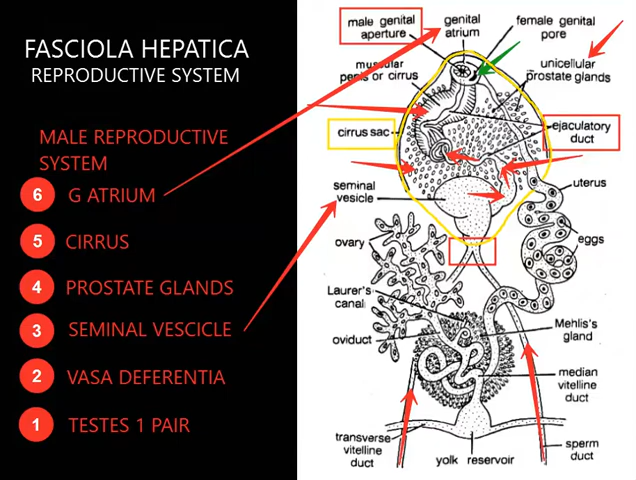 FASCIOLA HEPATICA
REPRODUCTIVE SYSTEM
MALE REPRODUCTIVE
SYSTEM
6 G ATRIUM
5 CIRRUS
4 PROSTATE GLANDS
3 SEMINAL VESCICLE
2 VASA DEFERENTIA
1 TESTES 1 PAIR
male genital
aperture
genital
atrium
female genital
pore
muscular
penis or cirrus
unicellular
prostate glands
cirrus sac
ejaculatory
duct
seminal
vesicle
uterus
ovary
eggs
Laurer's
canal
oviduct
Mehlis's
gland
median
vitelline
duct
transverse
vitelline
duct
yolk reservoir
sperm
duct